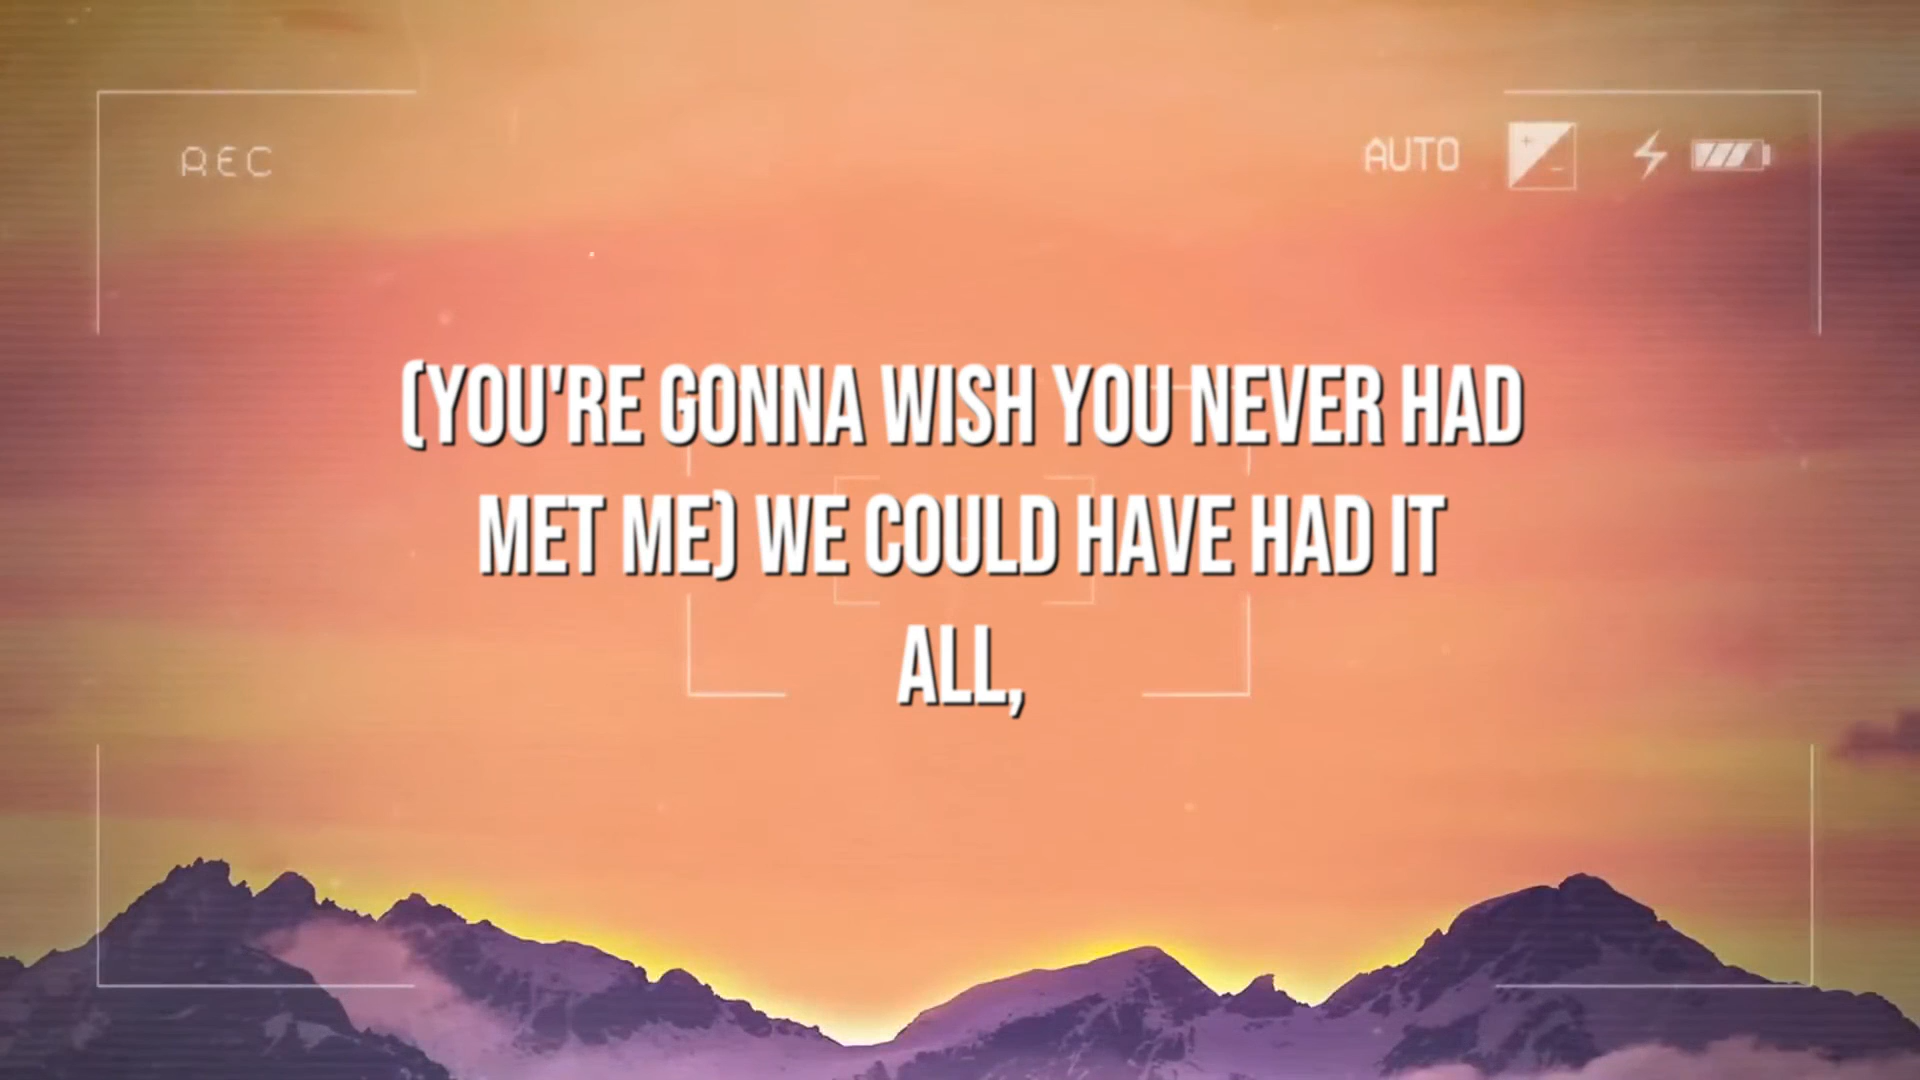 REC
AUTO
(YOU'RE GONNA WISH YOU NEVER HAD
MET ME) WE COULD HAVE HAD IT
ALL,